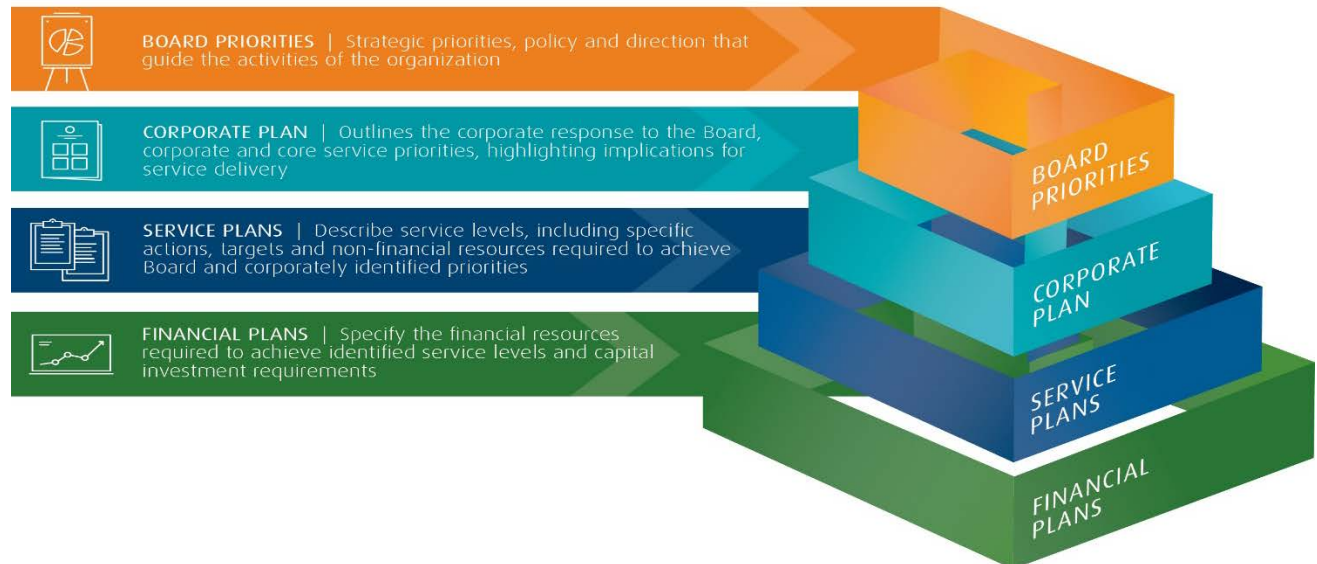 BOARD PRIORITIES | Strategic priorities, policy and direction that
guide the activities of the organization
CORPORATE PLAN | Outlines the corporate response to the Board,
corporate and core service priorities, highlighting implications for
service delivery
SERVICE PLANS | Describe service levels, including specific
actions, targets and non-financial resources required to achieve
Board and corporately identified priorities
FINANCIAL PLANS | Specify the financial resources
required to achieve identified service levels and capital
investment requirements
BOARD
PRIORITIES
CORPORATE
PLAN
SERVICE
PLANS
FINANCIAL
PLANS